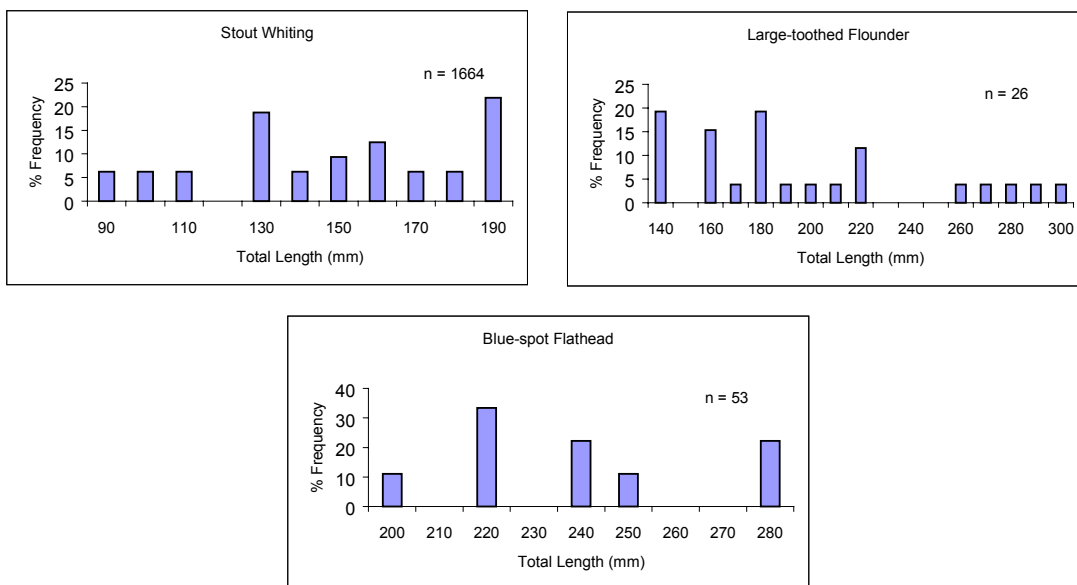 Stout Whiting
n = 1664
25
20
15
10
5
0
% Frequency
90 110 130 150 170 190
Total Length (mm)
Large-toothed Flounder
n = 26
25
20
15
10
5
0
% Frequency
140 160 180 200 220 240 260 280 300
Total Length (mm)
Blue-spot Flathead
n = 53
40
30
20
10
0
% Frequency
200 210 220 230 240 250 260 270 280
Total Length (mm)